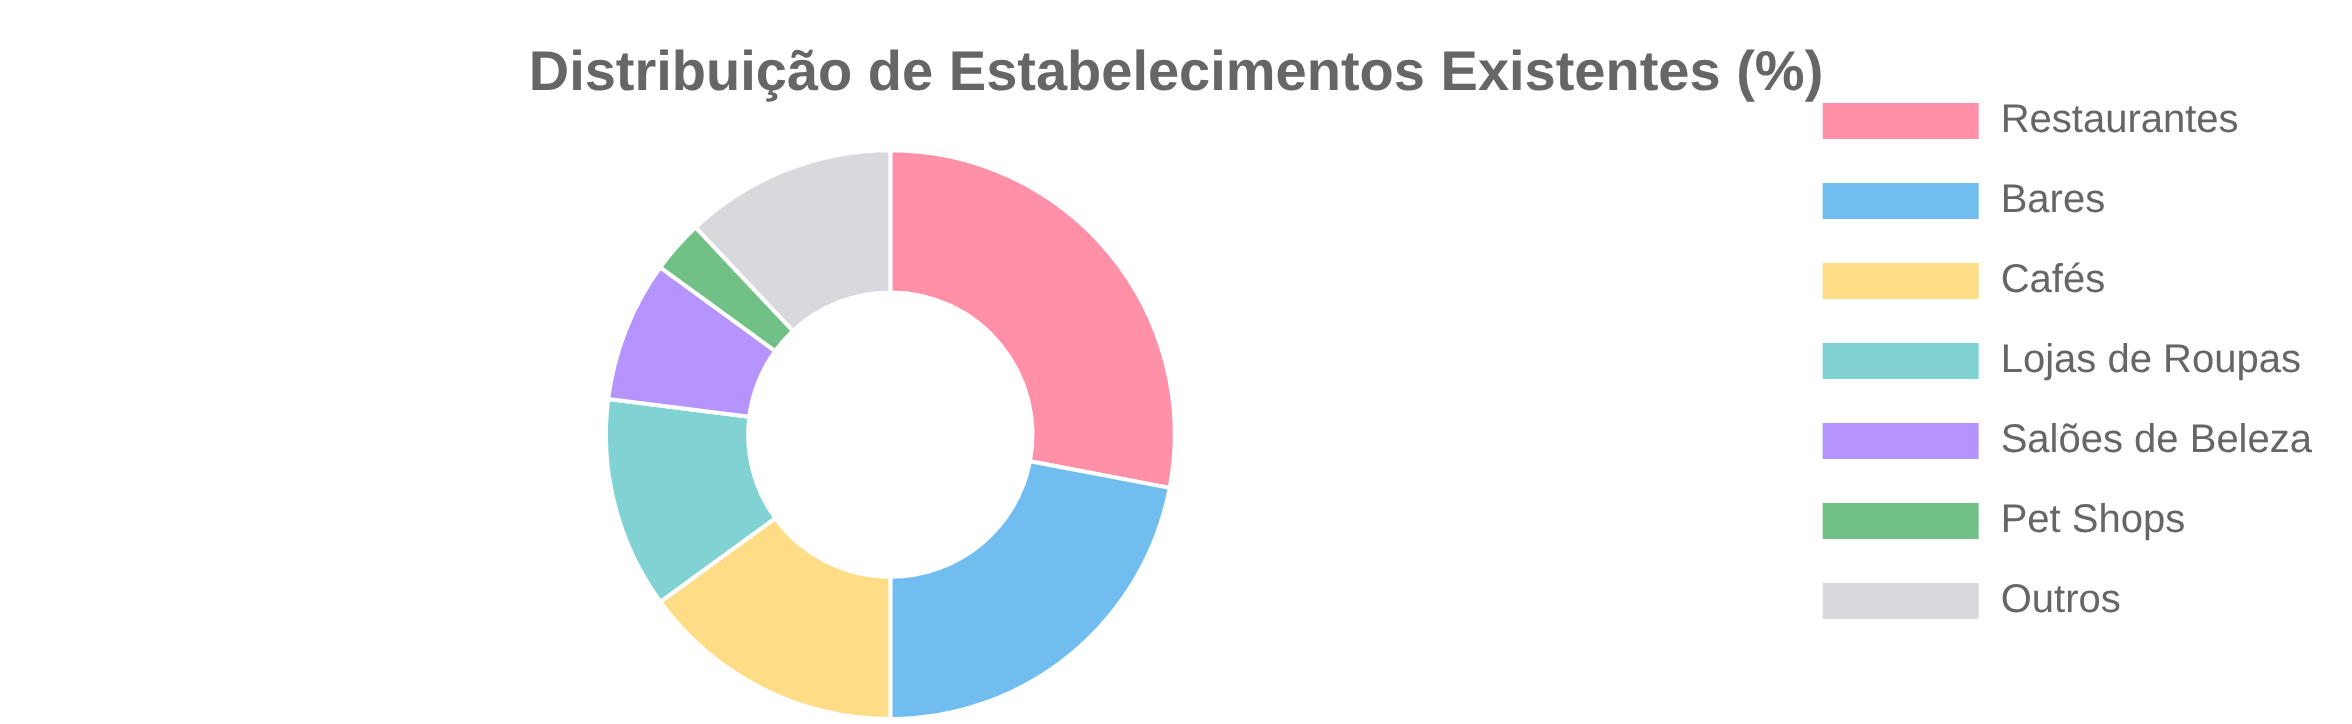 Distribuição de Estabelecimentos Existentes (%)
Restaurantes
Bares
Cafés
Lojas de Roupas
Salões de Beleza
Pet Shops
Outros